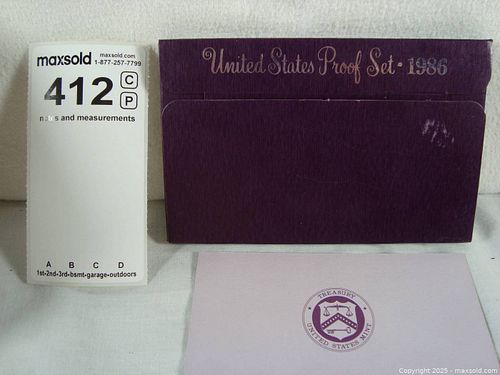 maxsold
maxsold.com
1-877-257-7799
412
C
P
and measurements
A B C D
1st-2nd-3rd-bsmt-garage-outdoors
United States Proof Set • 1986
TREASURY
UNITED STATES MINT
Copyright 2025 - maxsold.com